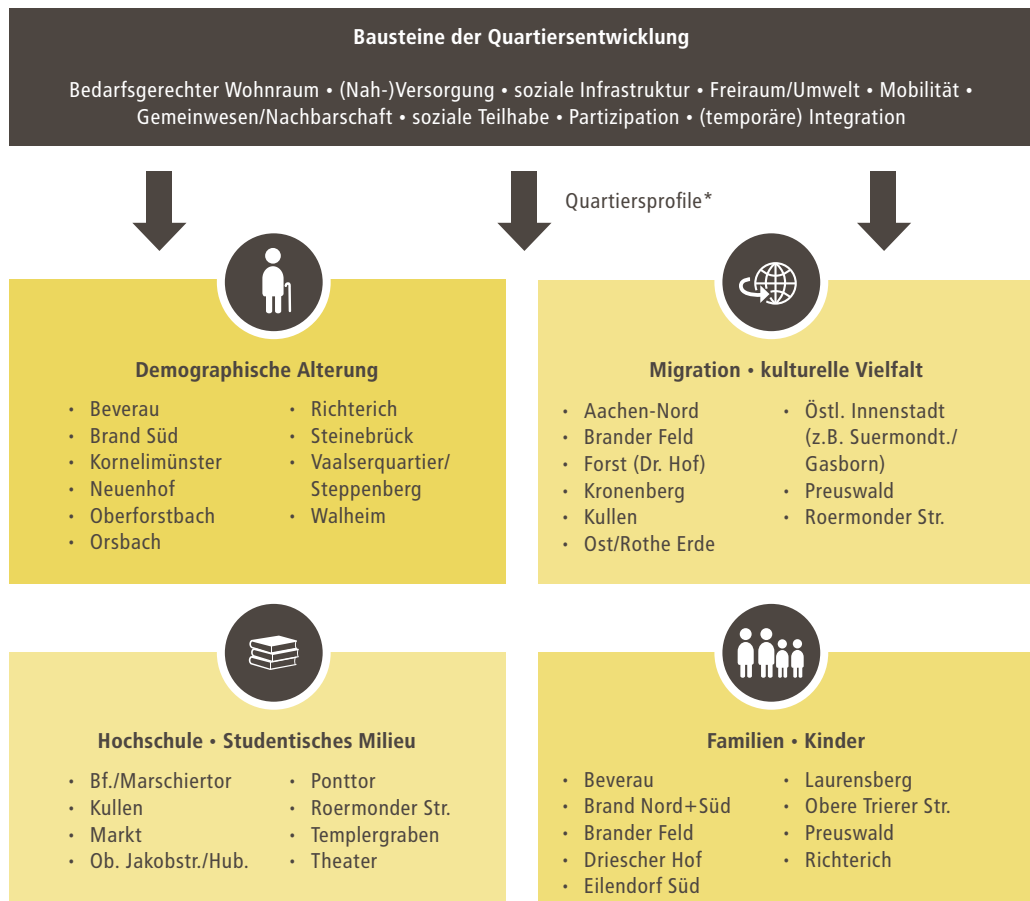 Bausteine der Quartiersentwicklung
Bedarfsgerechter Wohnraum • (Nah-)Versorgung • soziale Infrastruktur • Freiraum/Umwelt • Mobilität •
Gemeinwesen/Nachbarschaft • soziale Teilhabe • Partizipation • (temporäre) Integration
Quartiersprofile*
Demographische Alterung
• Beverau
• Brand Süd
• Kornelimünster
• Neuenhof
• Oberforstbach
• Orsbach
• Richterich
• Steinebrück
• Vaalserquartier/
Steppenberg
• Walheim
Migration • kulturelle Vielfalt
• Aachen-Nord
• Brander Feld
• Forst (Dr. Hof)
• Kronenberg
• Kullen
• Ost/Rothe Erde
• Östl. Innenstadt
(z.B. Suermondt./
Gasborn)
• Preuswald
• Roermonder Str.
Hochschule • Studentisches Milieu
• Bf./Marschiertor
• Kullen
• Markt
• Ob. Jakobstr./Hub.
• Ponttor
• Roermonder Str.
• Templergraben
• Theater
Familien • Kinder
• Beverau
• Brand Nord+Süd
• Brander Feld
• Driescher Hof
• Eilendorf Süd
• Laurensberg
• Obere Trierer Str.
• Preuswald
• Richterich